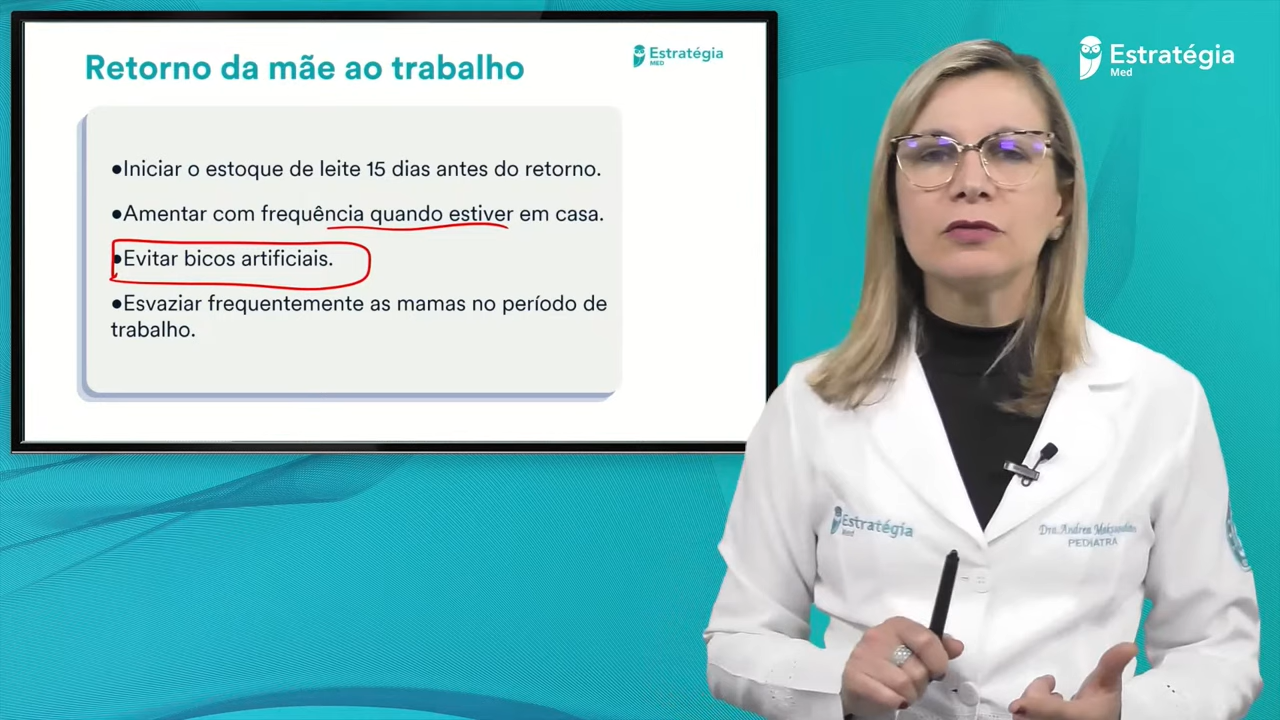 Retorno da mãe ao trabalho
Estratégia
MED
●Iniciar o estoque de leite 15 dias antes do retorno.
●Amentar com frequência quando estiver em casa.
●Evitar bicos artificiais.
●Esvaziar frequentemente as mamas no período de
trabalho.
Estratégia
Med
Estratégia
Med
Dra. Andrea
PEDIATRA